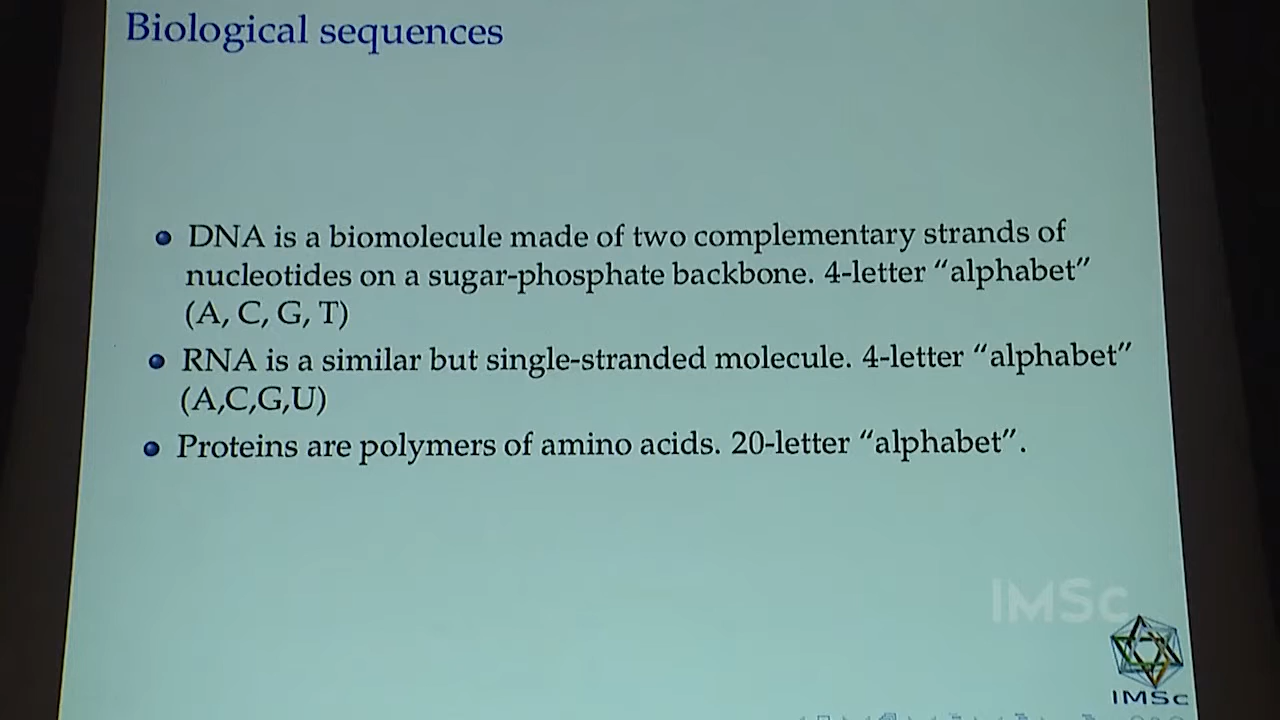 Biological sequences
DNA is a biomolecule made of two complementary strands of
nucleotides on a sugar-phosphate backbone. 4-letter “alphabet”
(A, C, G, T)
RNA is a similar but single-stranded molecule. 4-letter “alphabet”
(A,C,G,U)
Proteins are polymers of amino acids. 20-letter “alphabet”.
IMSc
IMSc